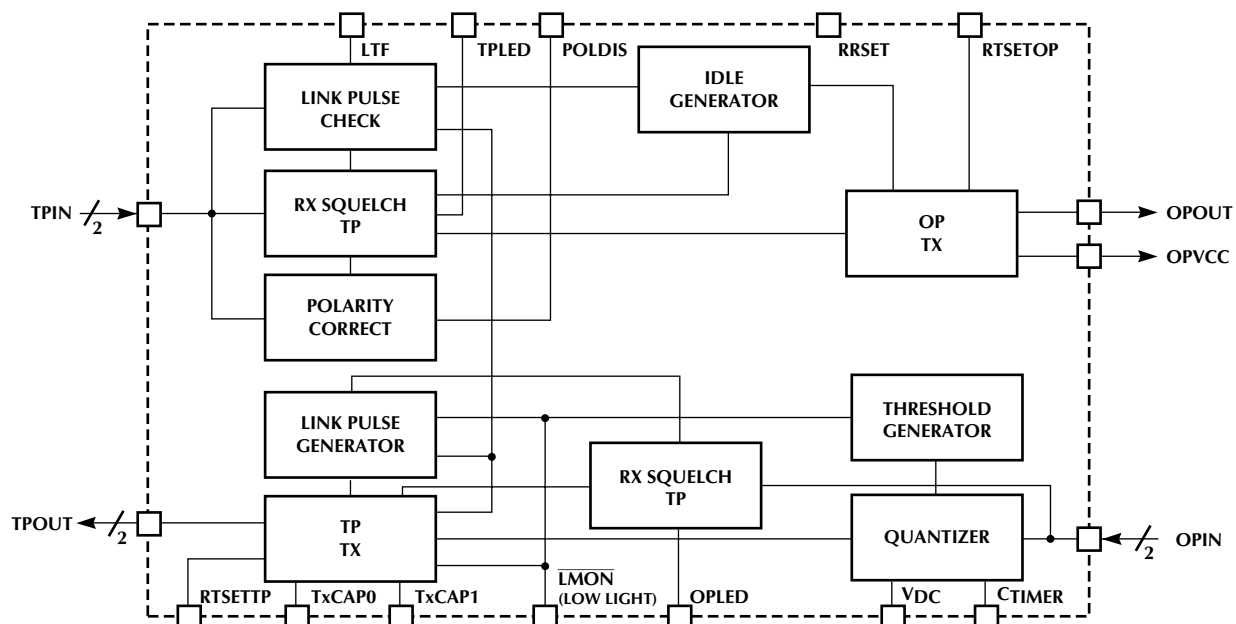 LTF
TPLED
POLDIS
RRSET
RTSETOP
LINK PULSE
CHECK
IDLE
GENERATOR
TPIN
2
RX SQUELCH
TP
OP
TX
OPOUT
OPVCC
POLARITY
CORRECT
LINK PULSE
GENERATOR
THRESHOLD
GENERATOR
RX SQUELCH
TP
TPOUT
2
TP
TX
QUANTIZER
OPIN
2
RTSETTP
TxCAP0
TxCAP1
LMON
(LOW LIGHT)
OPLED
VDC
CTIMER